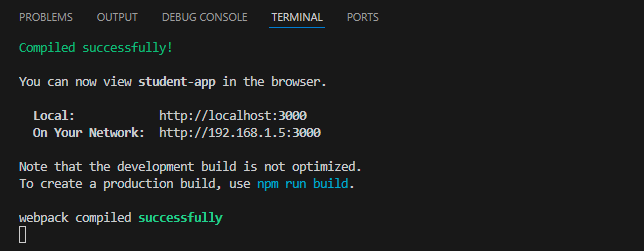 PROBLEMS OUTPUT DEBUG CONSOLE TERMINAL PORTS
Compiled successfully!
You can now view student-app in the browser.
Local: http://localhost:3000
On Your Network: http://192.168.1.5:3000
Note that the development build is not optimized.
To create a production build, use npm run build.
webpack compiled successfully